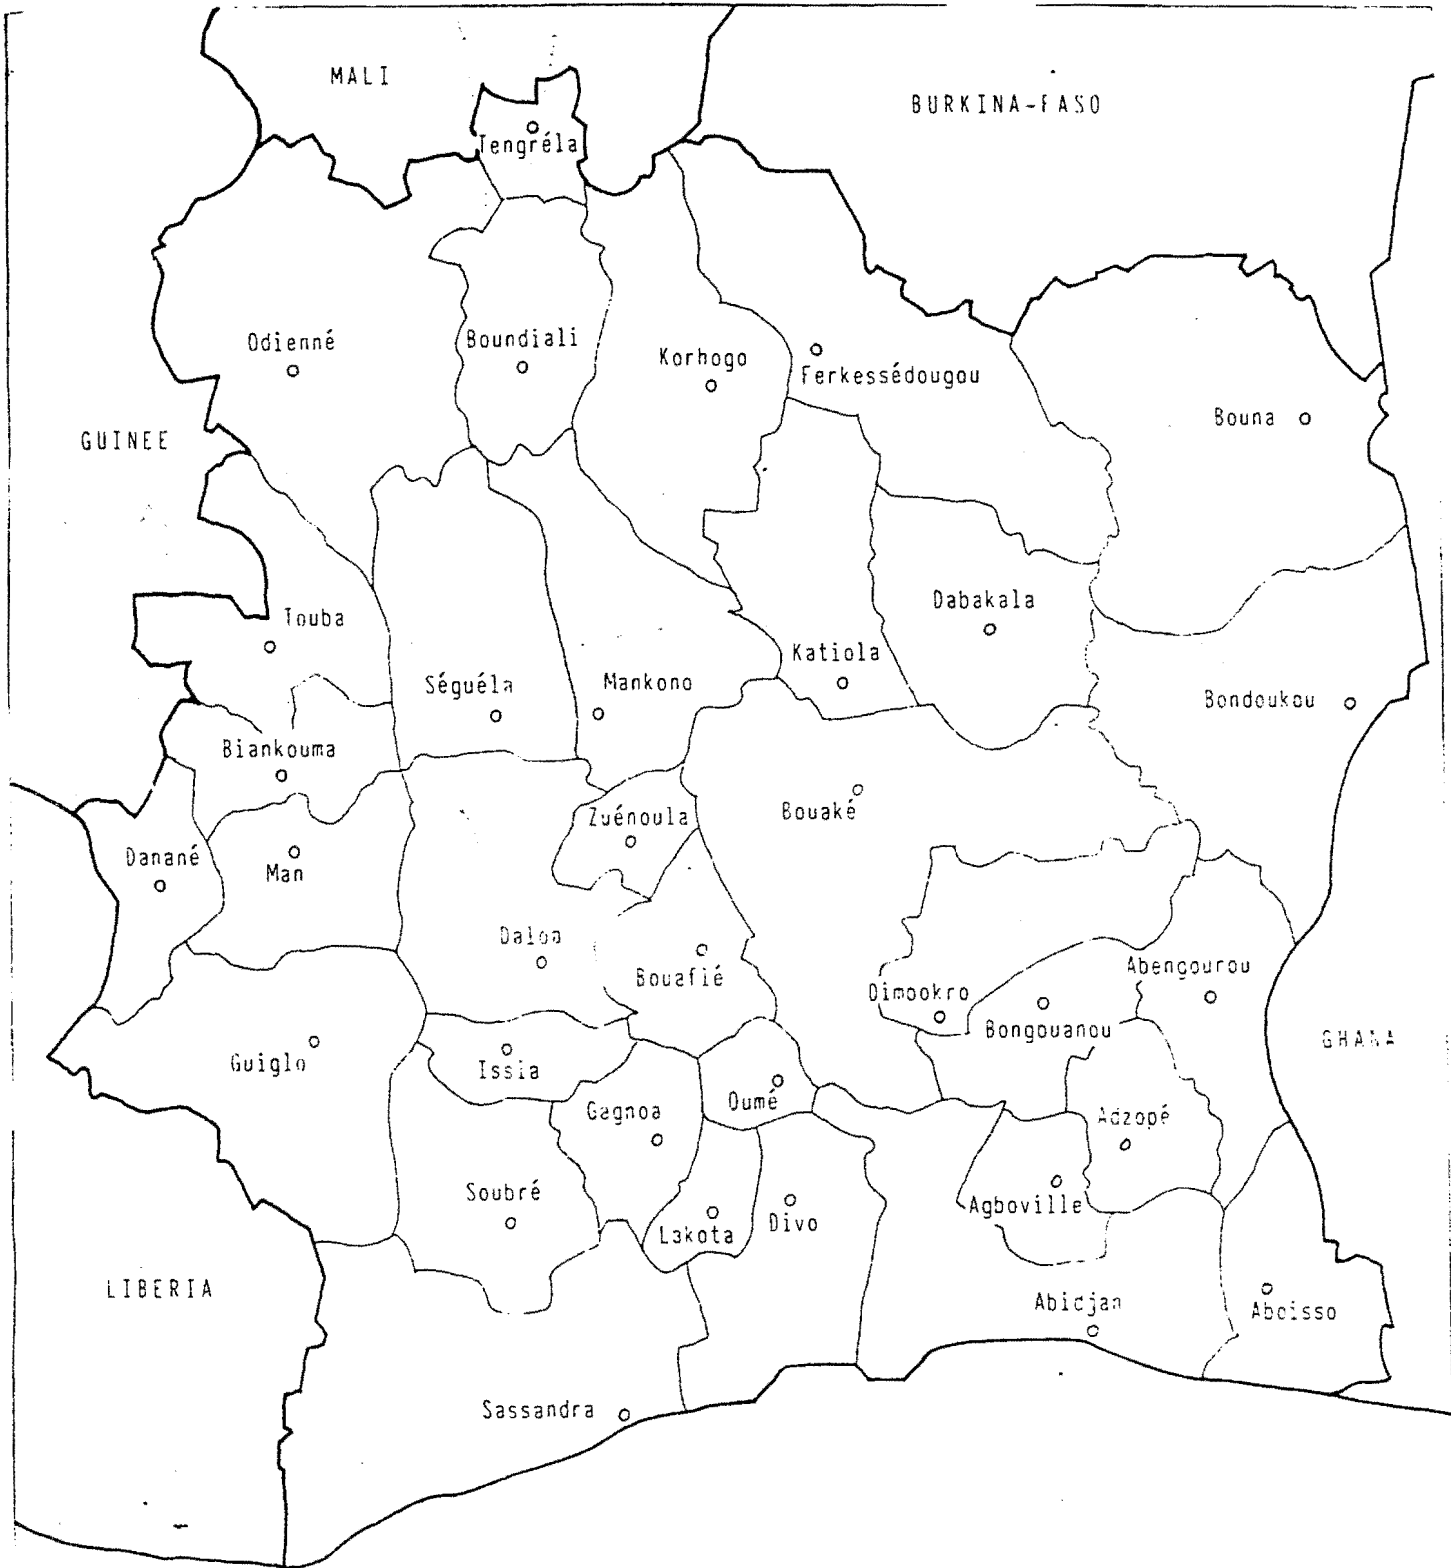 MALI
BURKINA-FASO
Tengréla
Odienné
Boundiali
Korhogo
Ferkessédougou
Bouna
GUINEE
Touba
Dabakala
Katiola
Séguéla
Mankono
Bondoukou
Biankouma
Zuénoula
Bouaké
Danané
Man
Daloa
Bouaflé
Abengourou
Dimbokro
Bongouanou
GHANA
Guiglo
Issia
Gagnoa
Oumé
Adzopé
Soubré
Lakota
Divo
Agboville
LIBERIA
Abidjan
Aboisso
Sassandra